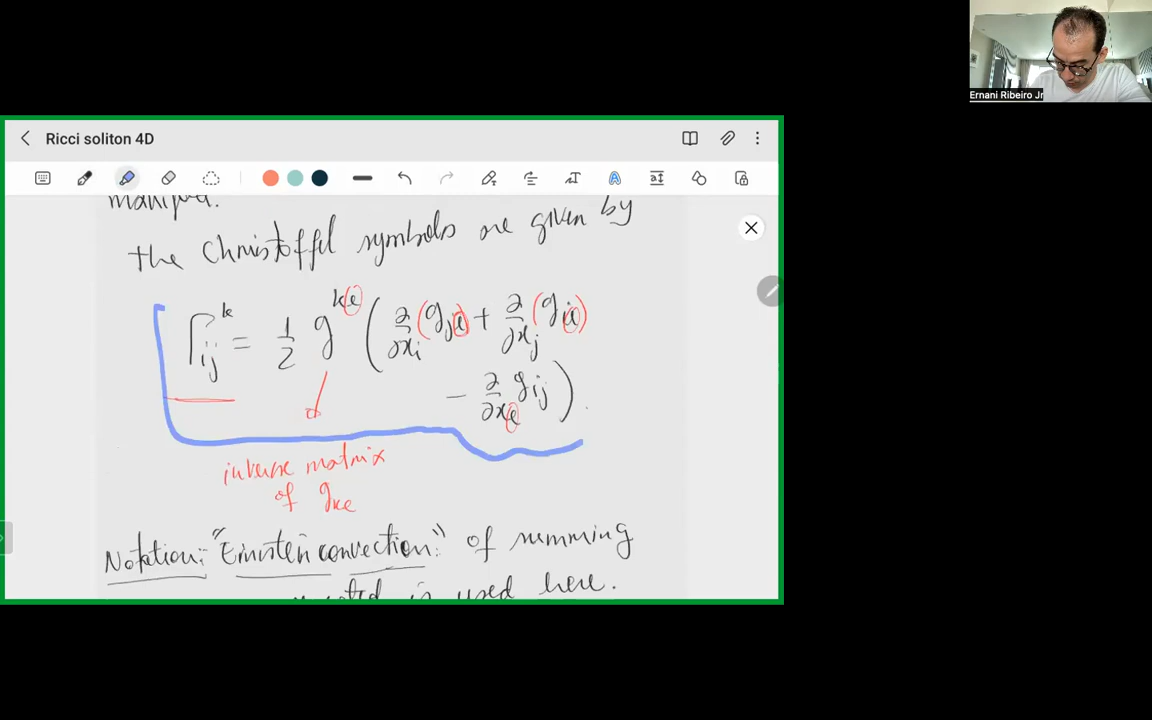 Ernani Ribeiro Jr
Ricci soliton 4D
the Christoffel symbols are given by
Γ^k_ij = 1/2 g^kℓ ( ∂/∂x_i (g_jℓ) + ∂/∂x_j (g_iℓ)
− ∂/∂x_ℓ g_ij ).
inverse matrix
of g_kℓ
Notation: "Einstein convection" of summing
is used here.